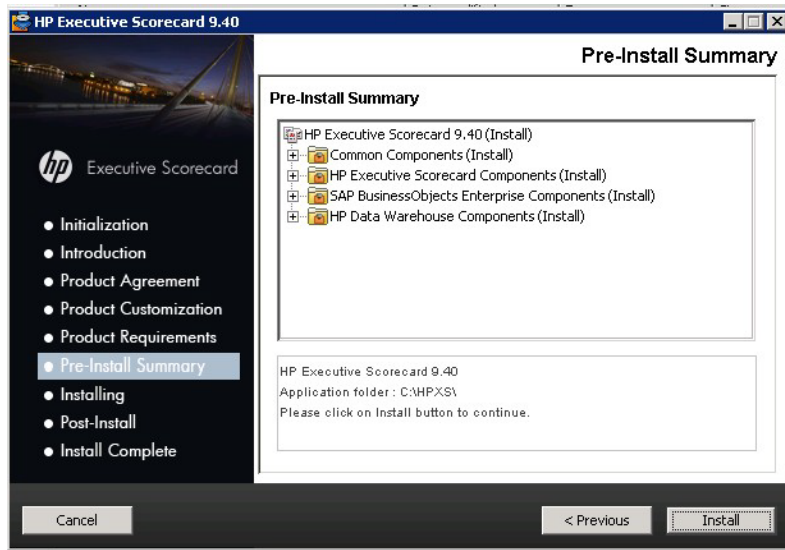 HP Executive Scorecard 9.40
Pre-Install Summary
hp Executive Scorecard
Initialization
Introduction
Product Agreement
Product Customization
Product Requirements
Pre-Install Summary
Installing
Post-Install
Install Complete
Pre-Install Summary
HP Executive Scorecard 9.40 (Install)
Common Components (Install)
HP Executive Scorecard Components (Install)
SAP BusinessObjects Enterprise Components (Install)
HP Data Warehouse Components (Install)
HP Executive Scorecard 9.40
Application folder : C:\HPXS\
Please click on Install button to continue.
Cancel
< Previous
Install